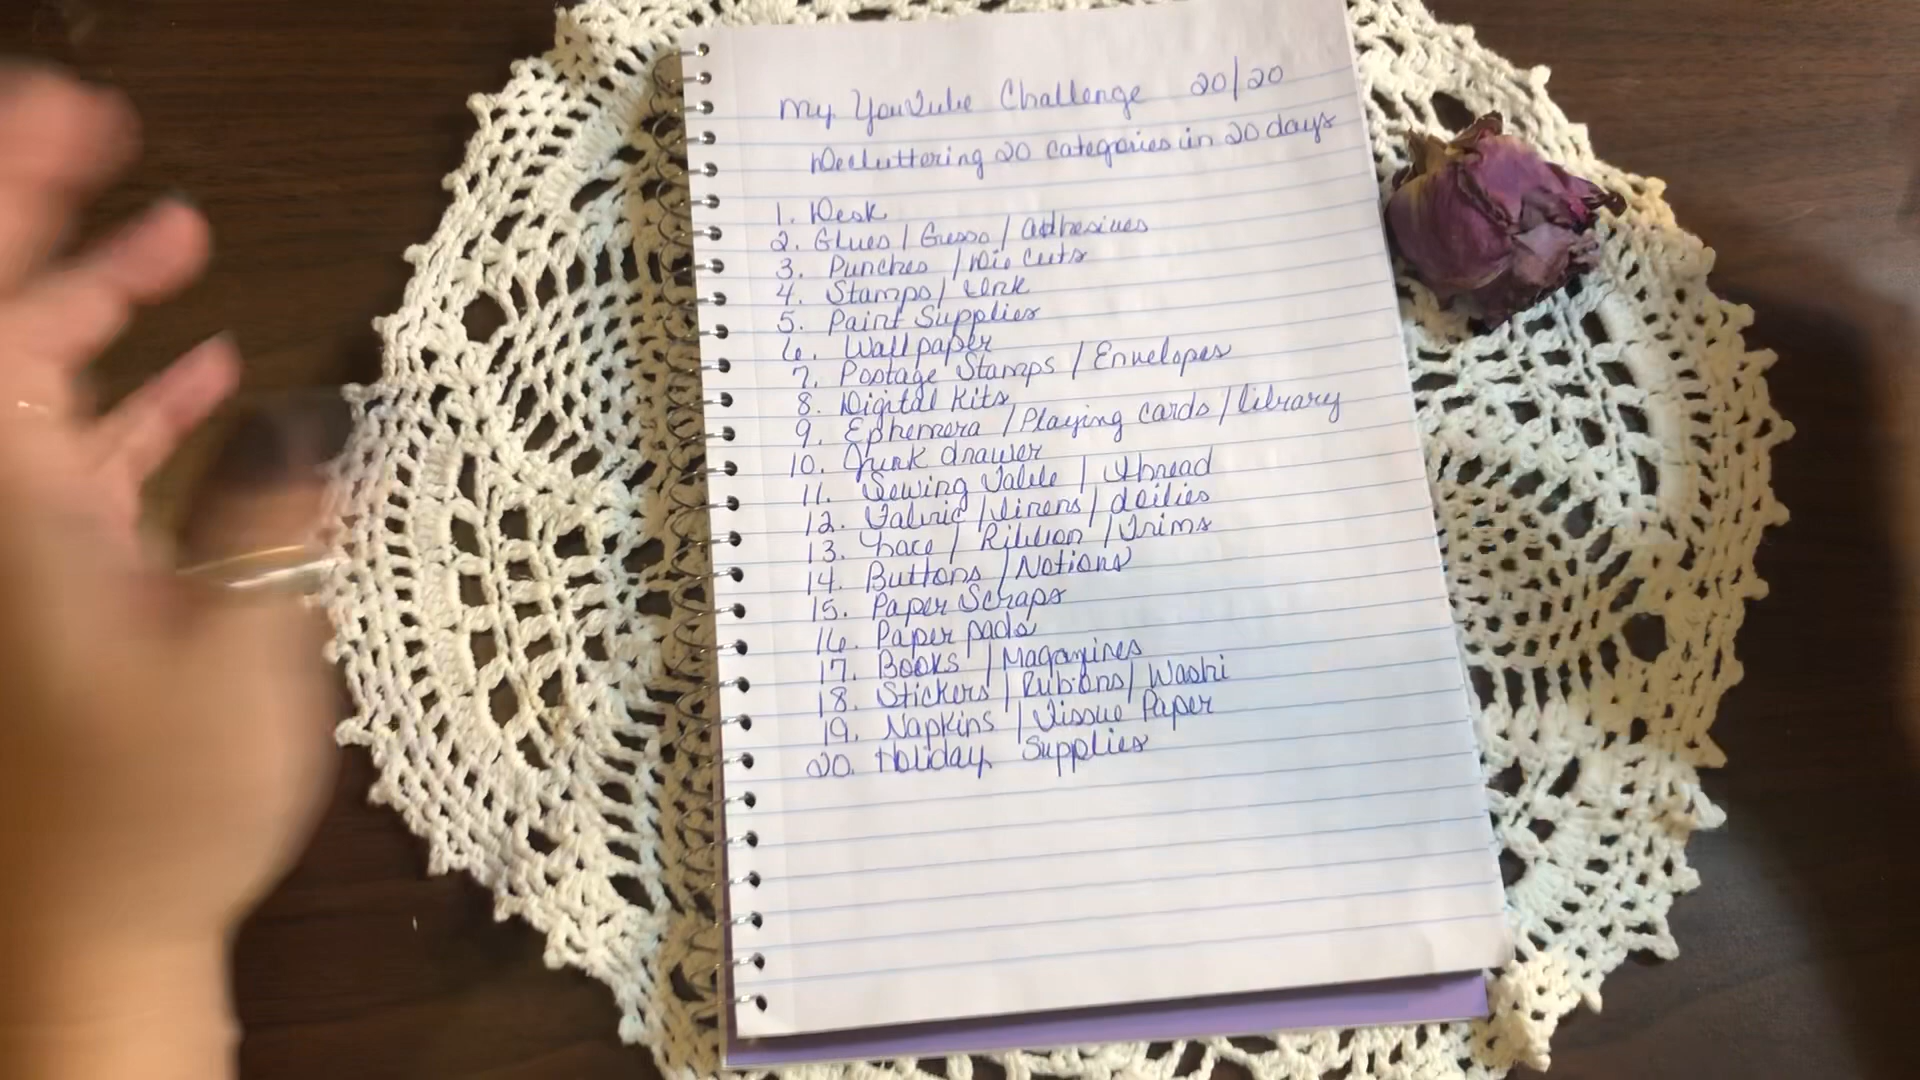 My YouTube Challenge 20/20
Decluttering 20 categories in 20 days
1. Desk
2. Glues / Gesso / Adhesives
3. Punches / Die Cuts
4. Stamps / Ink
5. Paint Supplies
6. Wallpaper
7. Postage Stamps / Envelopes
8. Digital Kits
9. Ephemera / Playing cards / library
10. Junk drawer
11. Sewing Table / Thread
12. Fabric / Linens / doilies
13. Lace / Ribbon / Trims
14. Buttons / Notions
15. Paper Scraps
16. Paper pads
17. Books / Magazines
18. Stickers / Rubons / Washi
19. Napkins / Tissue Paper
20. Holiday Supplies